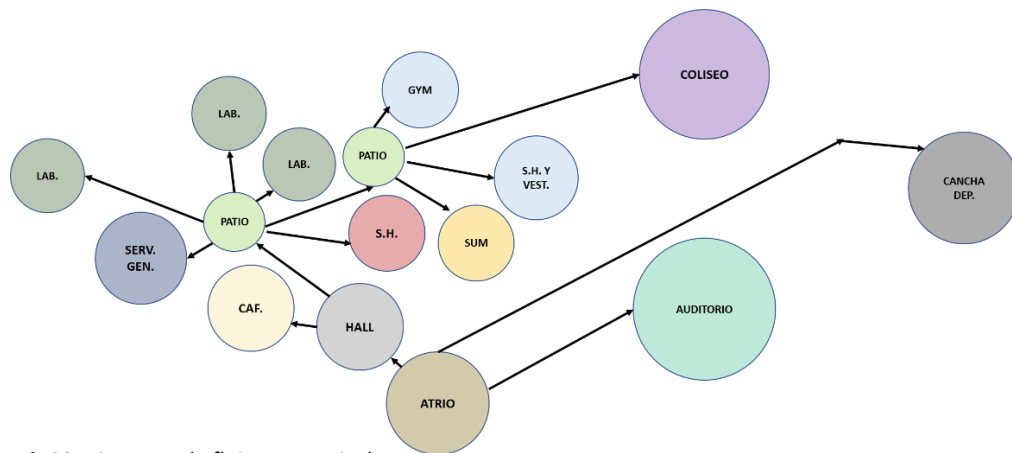 COLISEO
GYM
LAB.
LAB.
PATIO
LAB.
S.H. Y
VEST.
CANCHA
DEP.
PATIO
S.H.
SUM
SERV.
GEN.
CAF.
HALL
AUDITORIO
ATRIO